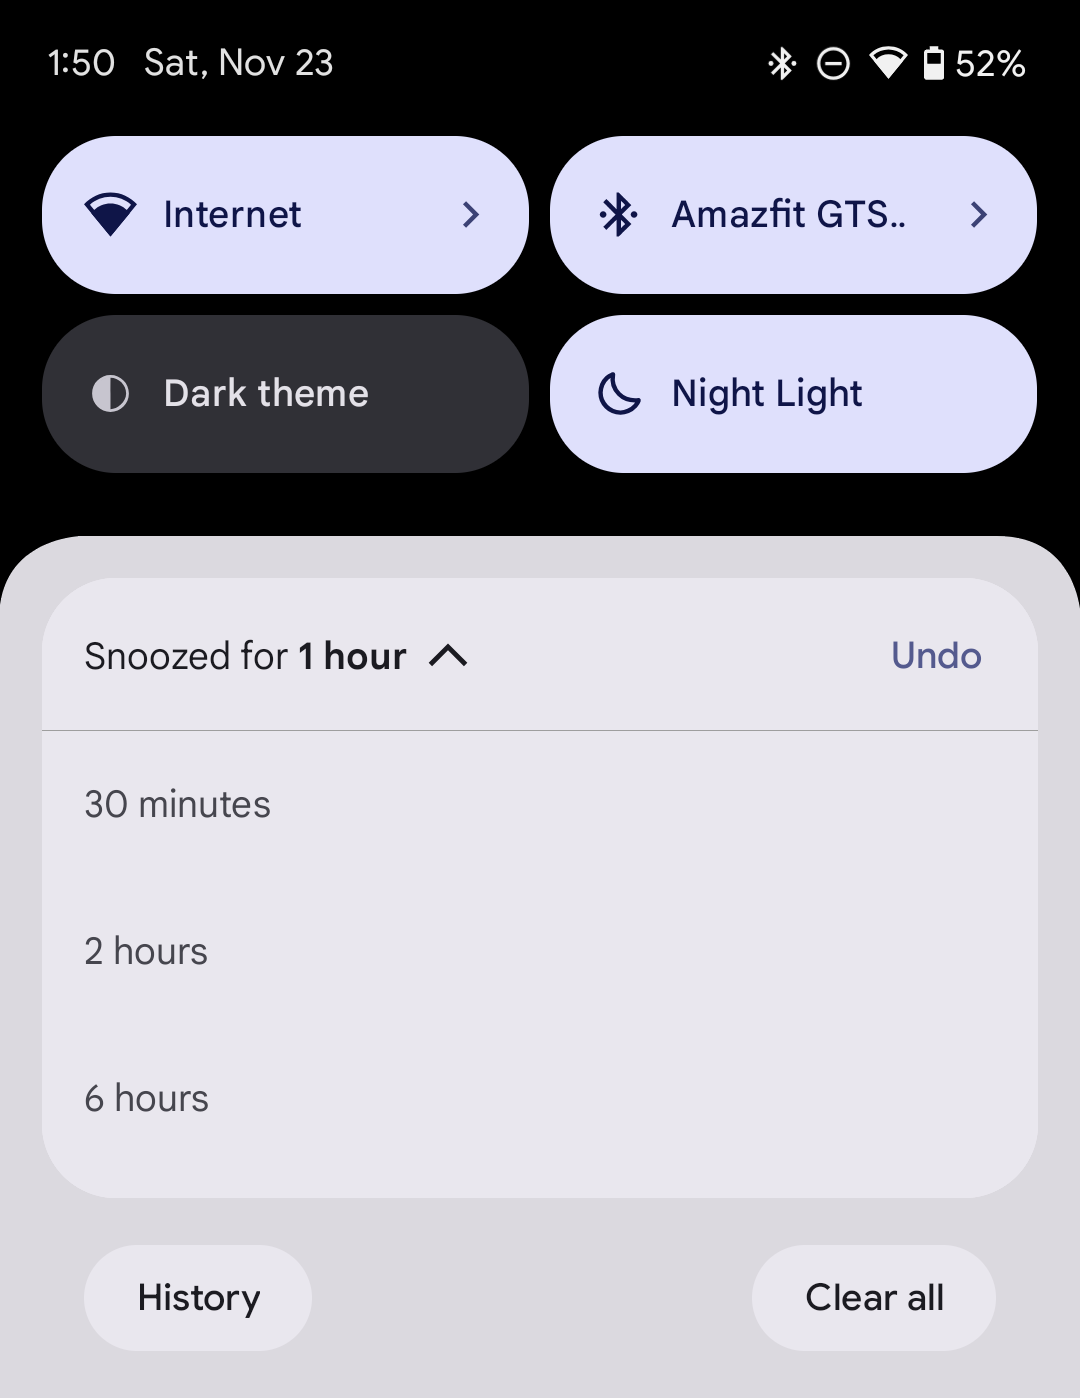 1:50 Sat, Nov 23 52%
Internet
Amazfit GTS..
Dark theme
Night Light
Snoozed for 1 hour Undo
30 minutes
2 hours
6 hours
History
Clear all